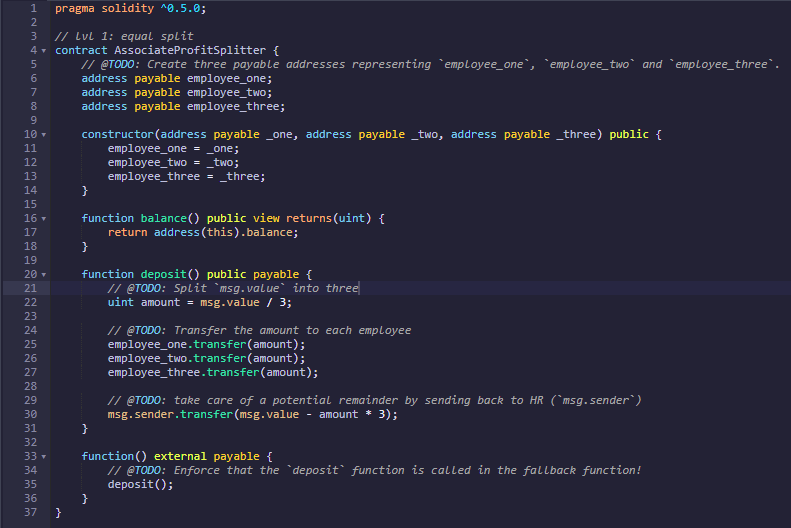 1 pragma solidity ^0.5.0;
2
3 // lvl 1: equal split
4 contract AssociateProfitSplitter {
5     // @TODO: Create three payable addresses representing `employee_one`, `employee_two` and `employee_three`.
6     address payable employee_one;
7     address payable employee_two;
8     address payable employee_three;
9
10     constructor(address payable _one, address payable _two, address payable _three) public {
11         employee_one = _one;
12         employee_two = _two;
13         employee_three = _three;
14     }
15
16     function balance() public view returns(uint) {
17         return address(this).balance;
18     }
19
20     function deposit() public payable {
21         // @TODO: Split `msg.value` into three
22         uint amount = msg.value / 3;
23
24         // @TODO: Transfer the amount to each employee
25         employee_one.transfer(amount);
26         employee_two.transfer(amount);
27         employee_three.transfer(amount);
28
29         // @TODO: take care of a potential remainder by sending back to HR (`msg.sender`)
30         msg.sender.transfer(msg.value - amount * 3);
31     }
32
33     function() external payable {
34         // @TODO: Enforce that the `deposit` function is called in the fallback function!
35         deposit();
36     }
37 }